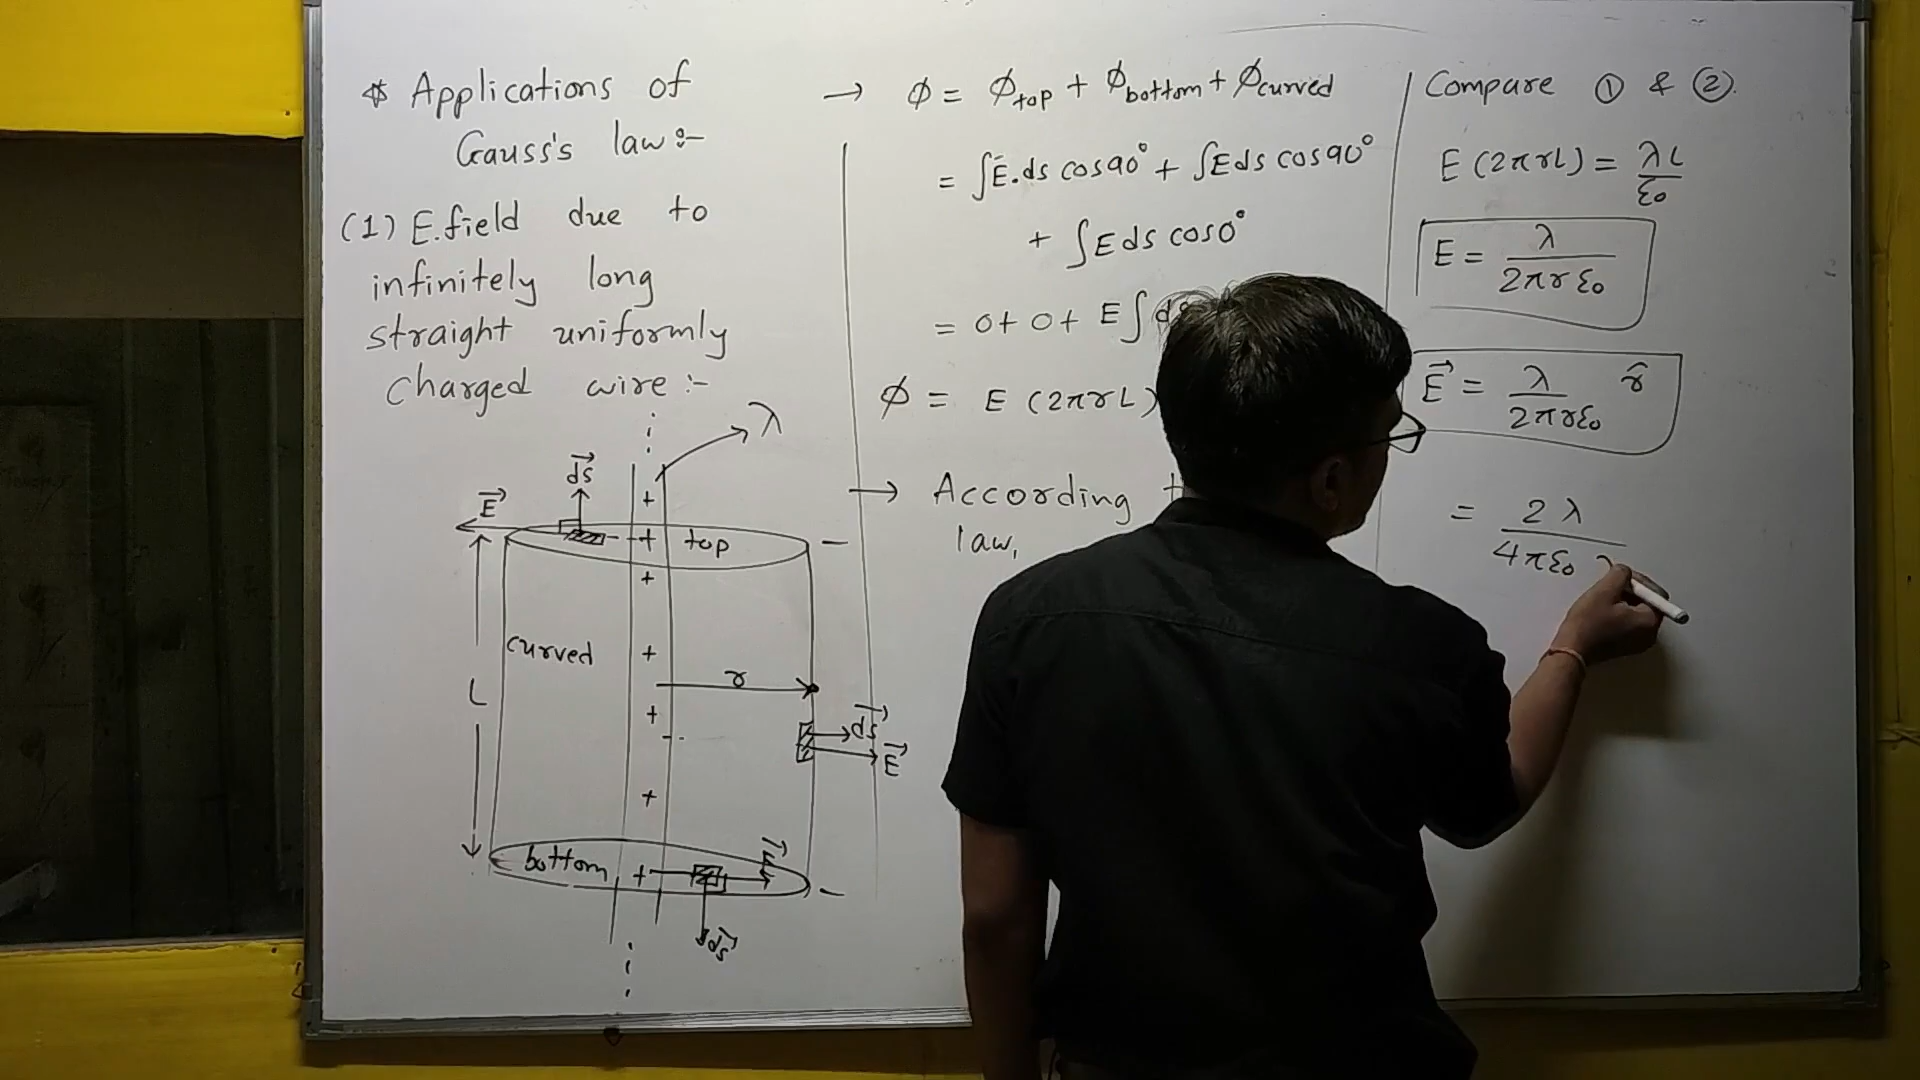 * Applications of
Gauss's law:-
(1) E.field due to
infinitely long
straight uniformly
charged wire:-
λ
ds→
E→
+
+ top
+
curved
+
r
L
+
ds→
E→
+
bottom + E→
ds→
→ ϕ = ϕtop + ϕbottom + ϕcurved
= ∫E.ds cos90° + ∫Eds cos90°
+ ∫Eds cos0°
= 0+ 0+ E∫
ϕ = E (2πrL)
→ According
law,
Compare ① & ②.
E (2πrL) = λL/ε₀
E = λ/2πrε₀
E→ = λ/2πrε₀ r̂
= 2λ/4πε₀